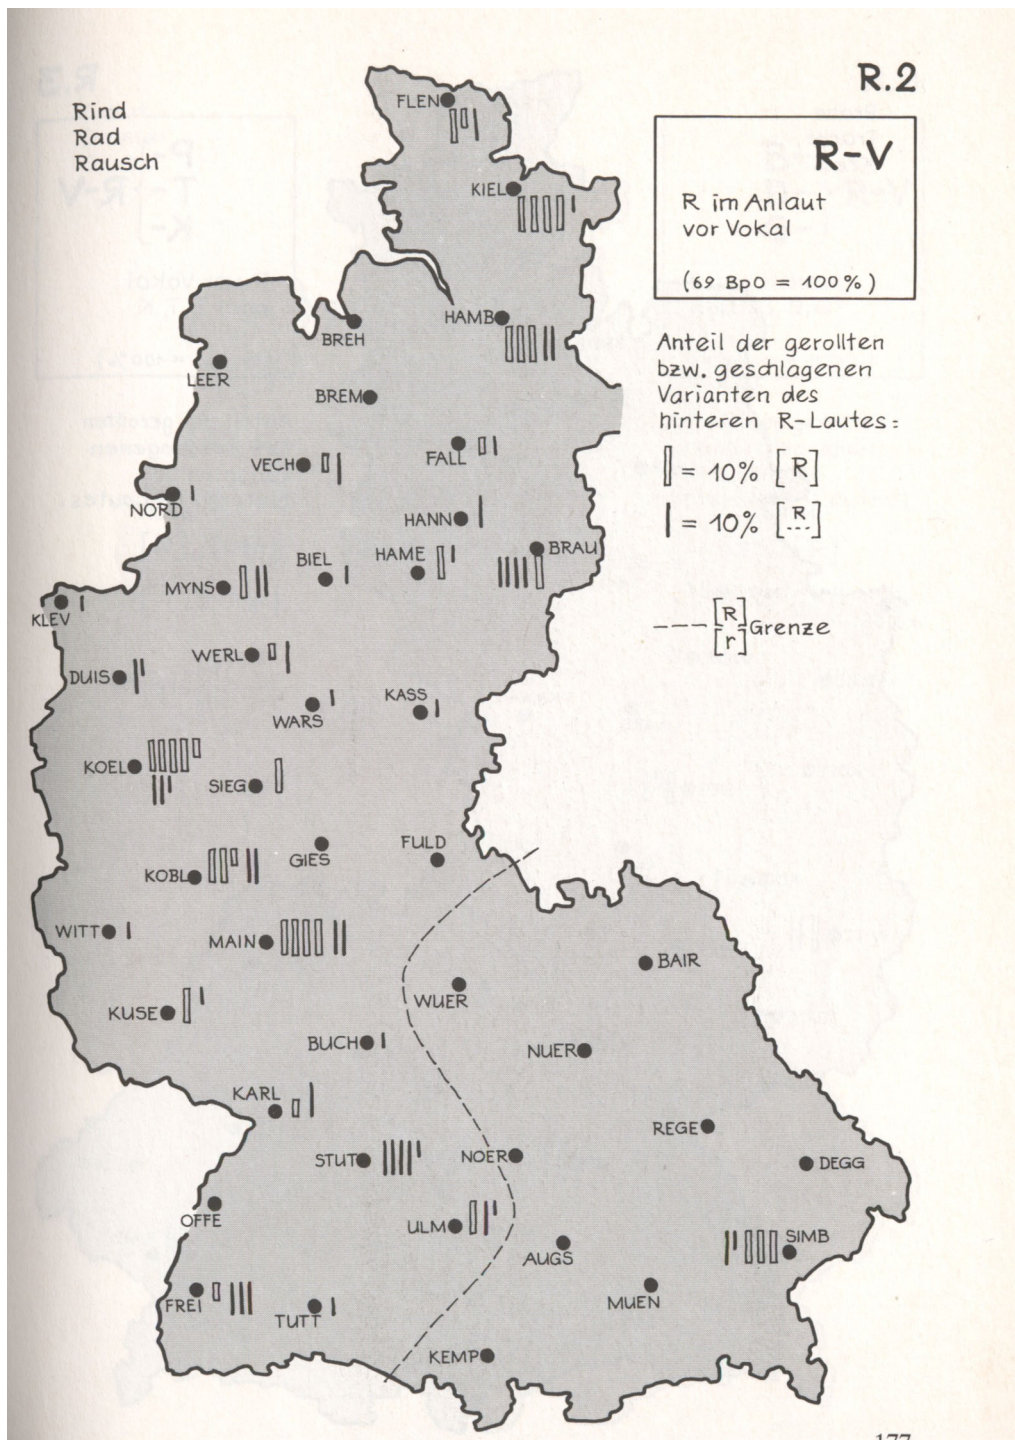 R.2
Rind
Rad
Rausch
R-V
R im Anlaut
vor Vokal
(69 BpO = 100%)
Anteil der gerollten
bzw. geschlagenen
Varianten des
hinteren R-Lautes:
= 10% [R]
= 10% [R...]
[R]
[r] Grenze
FLEN
KIEL
HAMB
BREH
LEER
BREM
FALL
VECH
NORD
HANN
BRAU
HAME
BIEL
MYNS
KLEV
WERL
DUIS
KASS
WARS
KOEL
SIEG
FULD
GIES
KOBL
WITT
MAIN
BAIR
WUER
KUSE
BUCH
NUER
KARL
REGE
STUT
NOER
DEGG
OFFE
ULM
SIMB
AUGS
FREI
TUTT
MUEN
KEMP
177